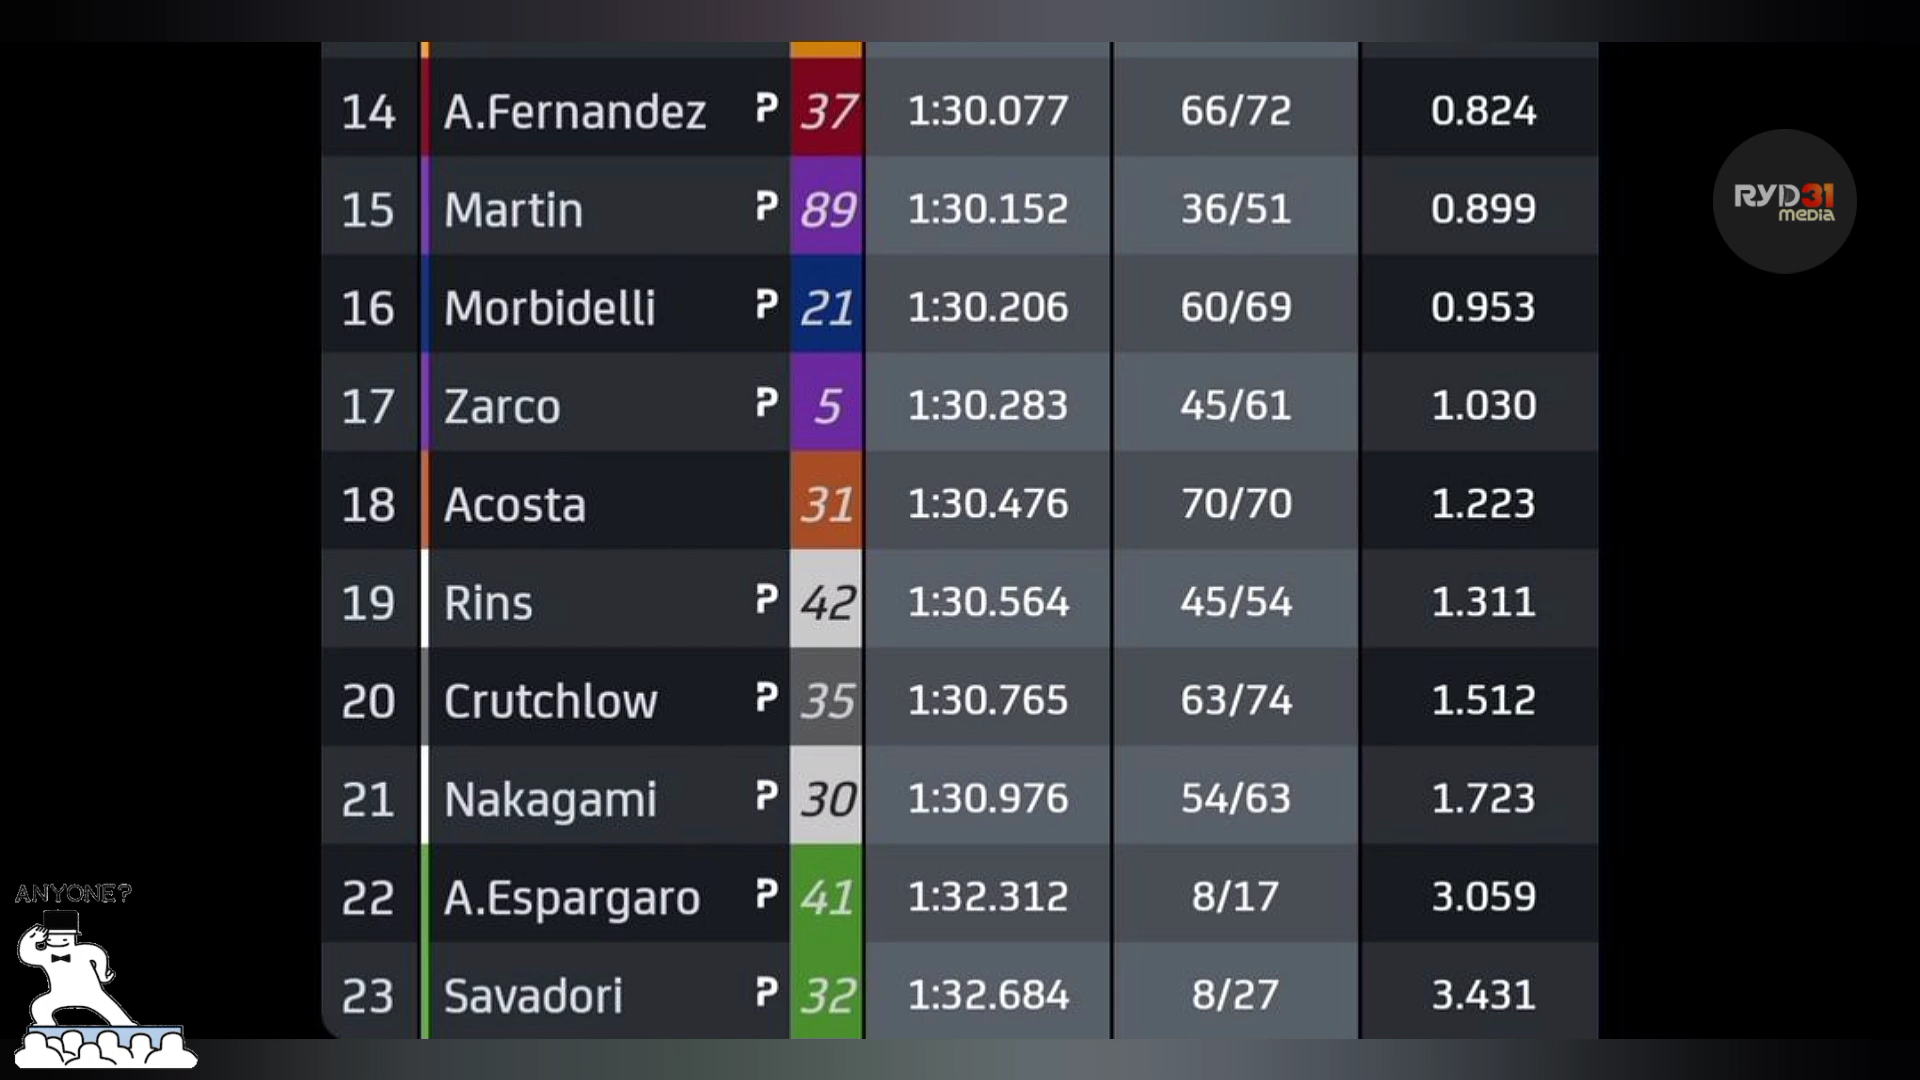 14 A.Fernandez P 37 1:30.077 66/72 0.824
15 Martin P 89 1:30.152 36/51 0.899
16 Morbidelli P 21 1:30.206 60/69 0.953
17 Zarco P 5 1:30.283 45/61 1.030
18 Acosta 31 1:30.476 70/70 1.223
19 Rins P 42 1:30.564 45/54 1.311
20 Crutchlow P 35 1:30.765 63/74 1.512
21 Nakagami P 30 1:30.976 54/63 1.723
22 A.Espargaro P 41 1:32.312 8/17 3.059
23 Savadori P 32 1:32.684 8/27 3.431
RYD31
media
ANYONE?